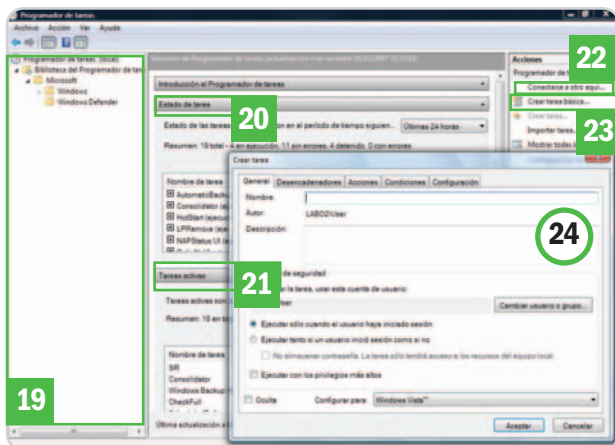 Programador de tareas
Archivo Acción Ver Ayuda
Programador de tareas (local)
Biblioteca del Programador de tareas
Microsoft
Windows
Windows Defender
19
Introducción al Programador de tareas
Estado de tarea
20
Estado de las tareas
en el período de tiempo siguien...
Últimas 24 horas
Resumen: 19 total - 4 en ejecución, 11 sin errores, 4 detenido, 0 con errores
Nombre de tarea
Consolidator
LPRemove
NAPStatus UI
Tareas activas
21
Tareas activas son
Nombre de tarea
SR
Consolidator
Windows Backup
CheckFull
Última actualización
Acciones
22
Programador de
Conectarse a otro equi...
Crear tarea básica...
23
Crear tarea...
Importar tarea...
Mostrar todas
Crear tarea
General Desencadenadores Acciones Condiciones Configuración
Nombre:
Autor: LABO2\User
Descripción:
24
de seguridad
la tarea, usar esta cuenta de usuario:
Cambiar usuario o grupo...
Ejecutar sólo cuando el usuario haya iniciado sesión
Ejecutar tanto si un usuario inició sesión como si no
No almacenar contraseña. La tarea sólo tendrá acceso a los recursos del equipo local.
Ejecutar con los privilegios más altos
Oculta
Configurar para: Windows Vista™
Aceptar Cancelar